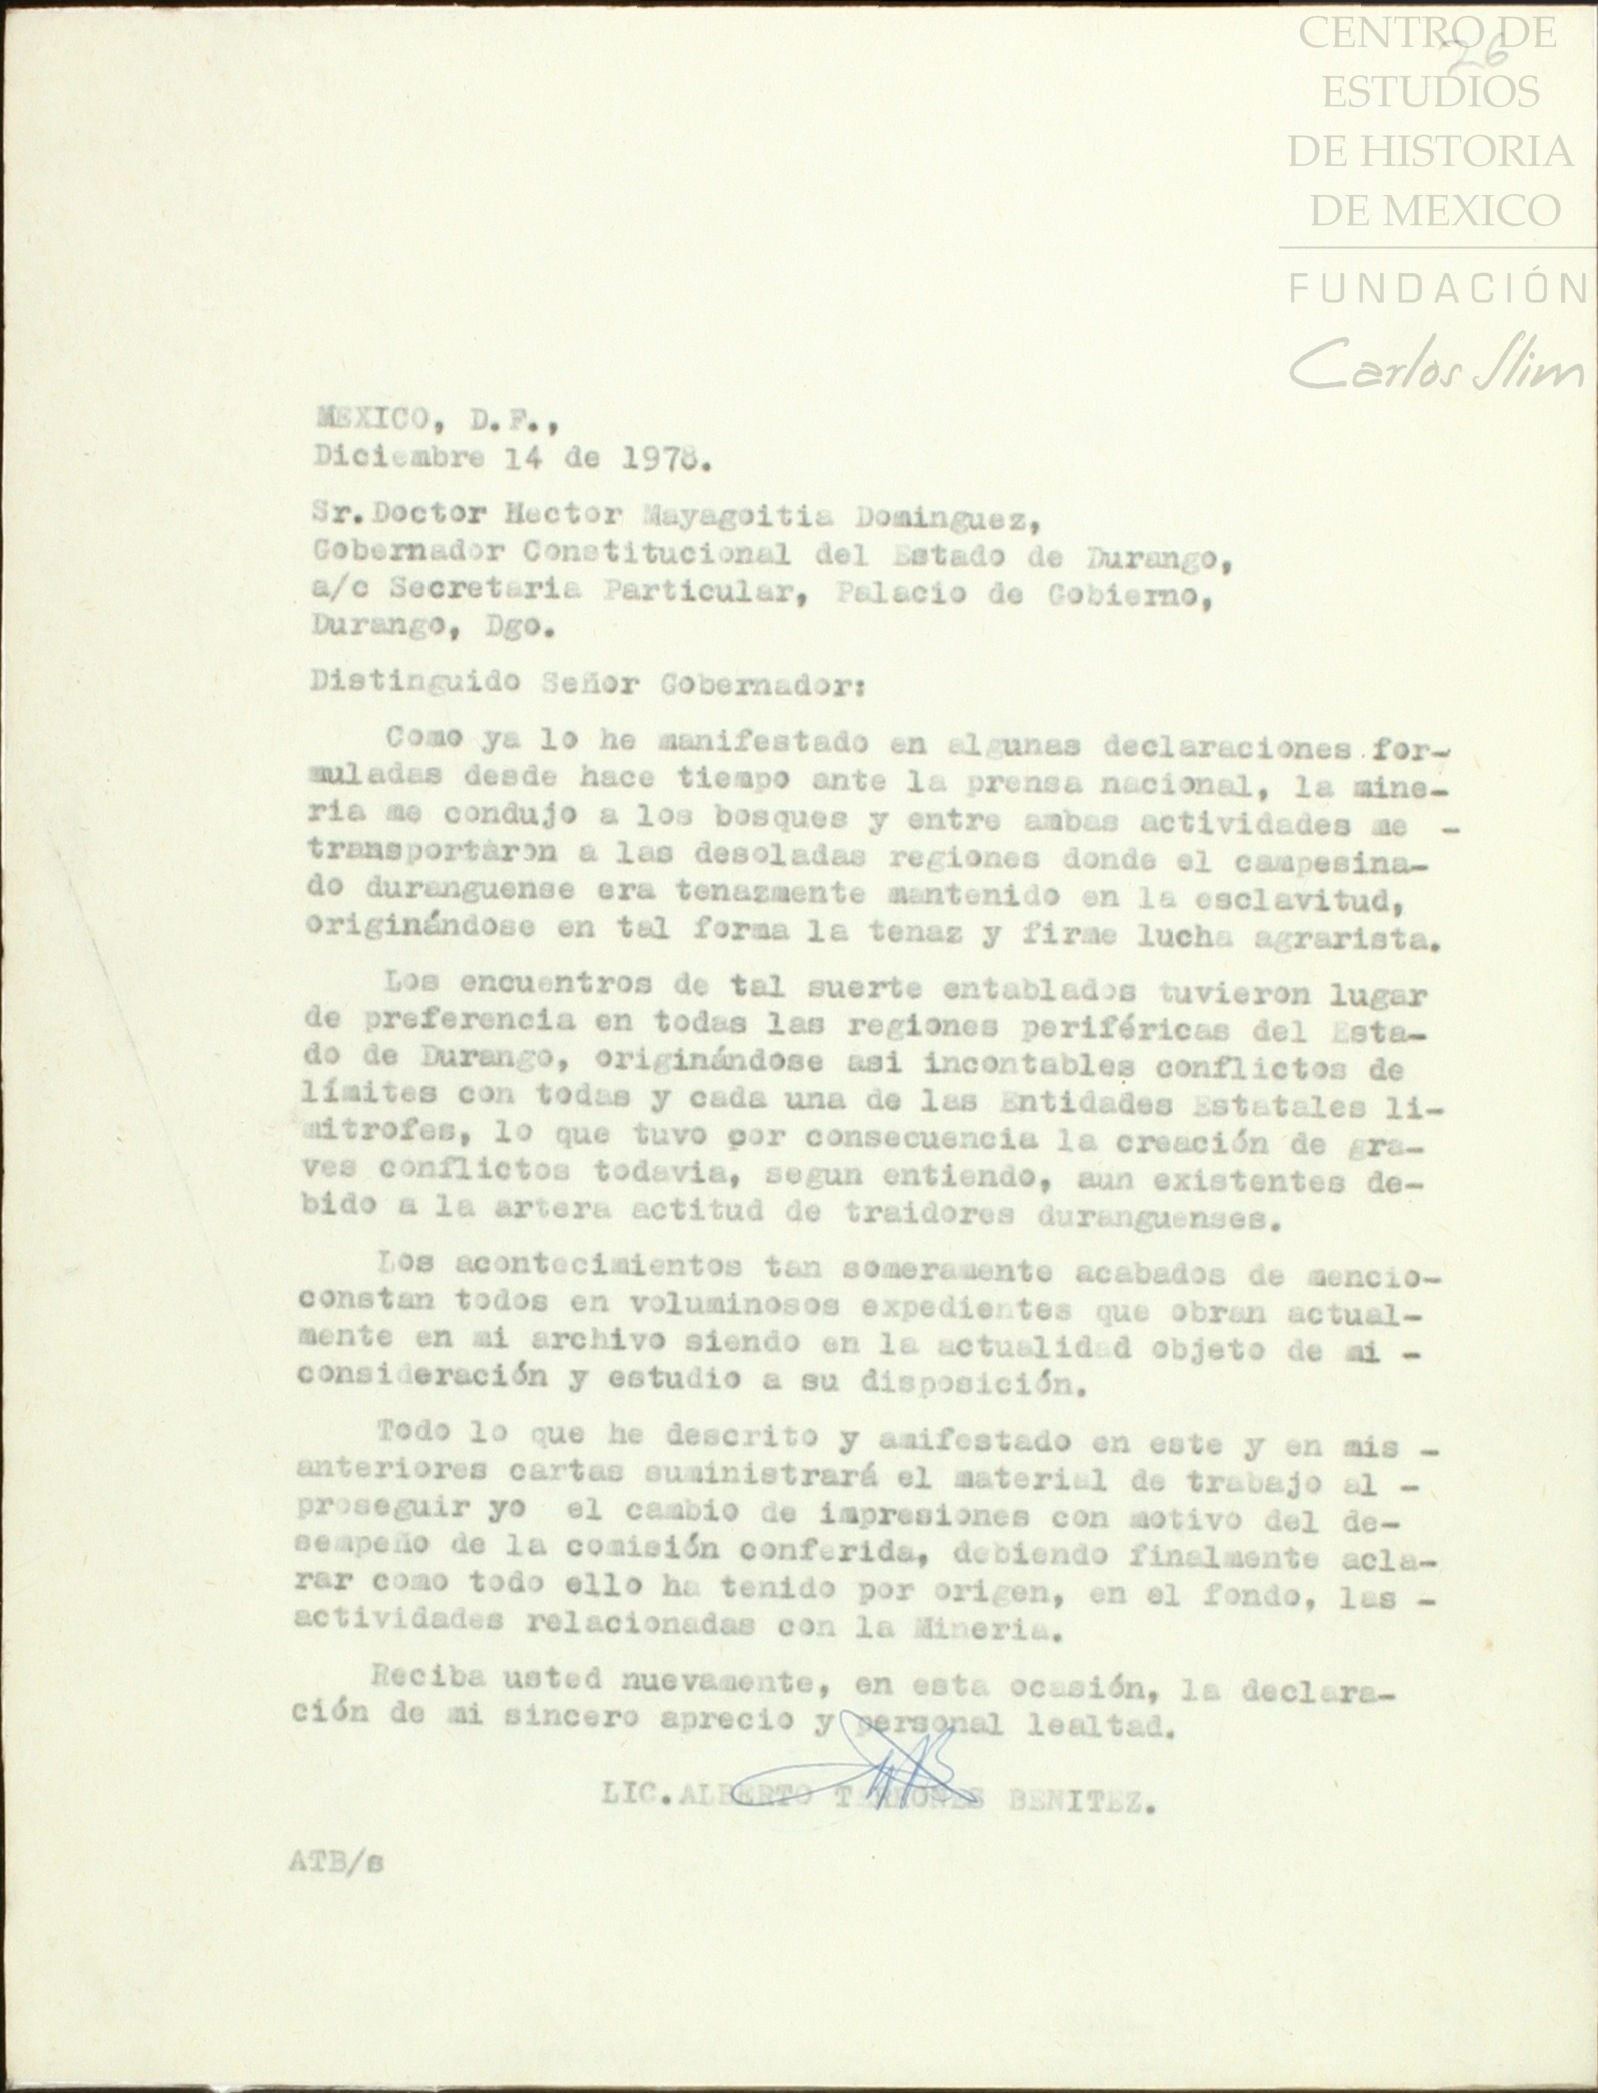 CENTRO DE
ESTUDIOS
DE HISTORIA
DE MEXICO
FUNDACIÓN
Carlos Slim
26
MEXICO, D.F.,
Diciembre 14 de 1978.
Sr.Doctor Hector Mayagoitia Dominguez,
Gobernador Constitucional del Estado de Durango,
a/c Secretaria Particular, Palacio de Gobierno,
Durango, Dgo.
Distinguido Señor Gobernador:
Como ya lo he manifestado en algunas declaraciones for-
muladas desde hace tiempo ante la prensa nacional, la mine-
ria me condujo a los bosques y entre ambas actividades me -
transportaron a las desoladas regiones donde el campesina-
do duranguense era tenazmente mantenido en la esclavitud,
originándose en tal forma la tenaz y firme lucha agrarista.
Los encuentros de tal suerte entablados tuvieron lugar
de preferencia en todas las regiones periféricas del Esta-
do de Durango, originándose asi incontables conflictos de
límites con todas y cada una de las Entidades Estatales li-
mitrofes, lo que tuvo por consecuencia la creación de gra-
ves conflictos todavia, segun entiendo, aun existentes de-
bido a la artera actitud de traidores duranguenses.
Los acontecimientos tan someramente acabados de mencio-
constan todos en voluminosos expedientes que obran actual-
mente en mi archivo siendo en la actualidad objeto de mi -
consideración y estudio a su disposición.
Todo lo que he descrito y amifestado en este y en mis -
anteriores cartas suministrará el material de trabajo al -
proseguir yo el cambio de impresiones con motivo del de-
sempeño de la comisión conferida, debiendo finalmente acla-
rar como todo ello ha tenido por origen, en el fondo, las -
actividades relacionadas con la Mineria.
Reciba usted nuevamente, en esta ocasión, la declara-
ción de mi sincero aprecio y personal lealtad.
LIC.ALBERTO TERRONES BENITEZ.
ATB/s